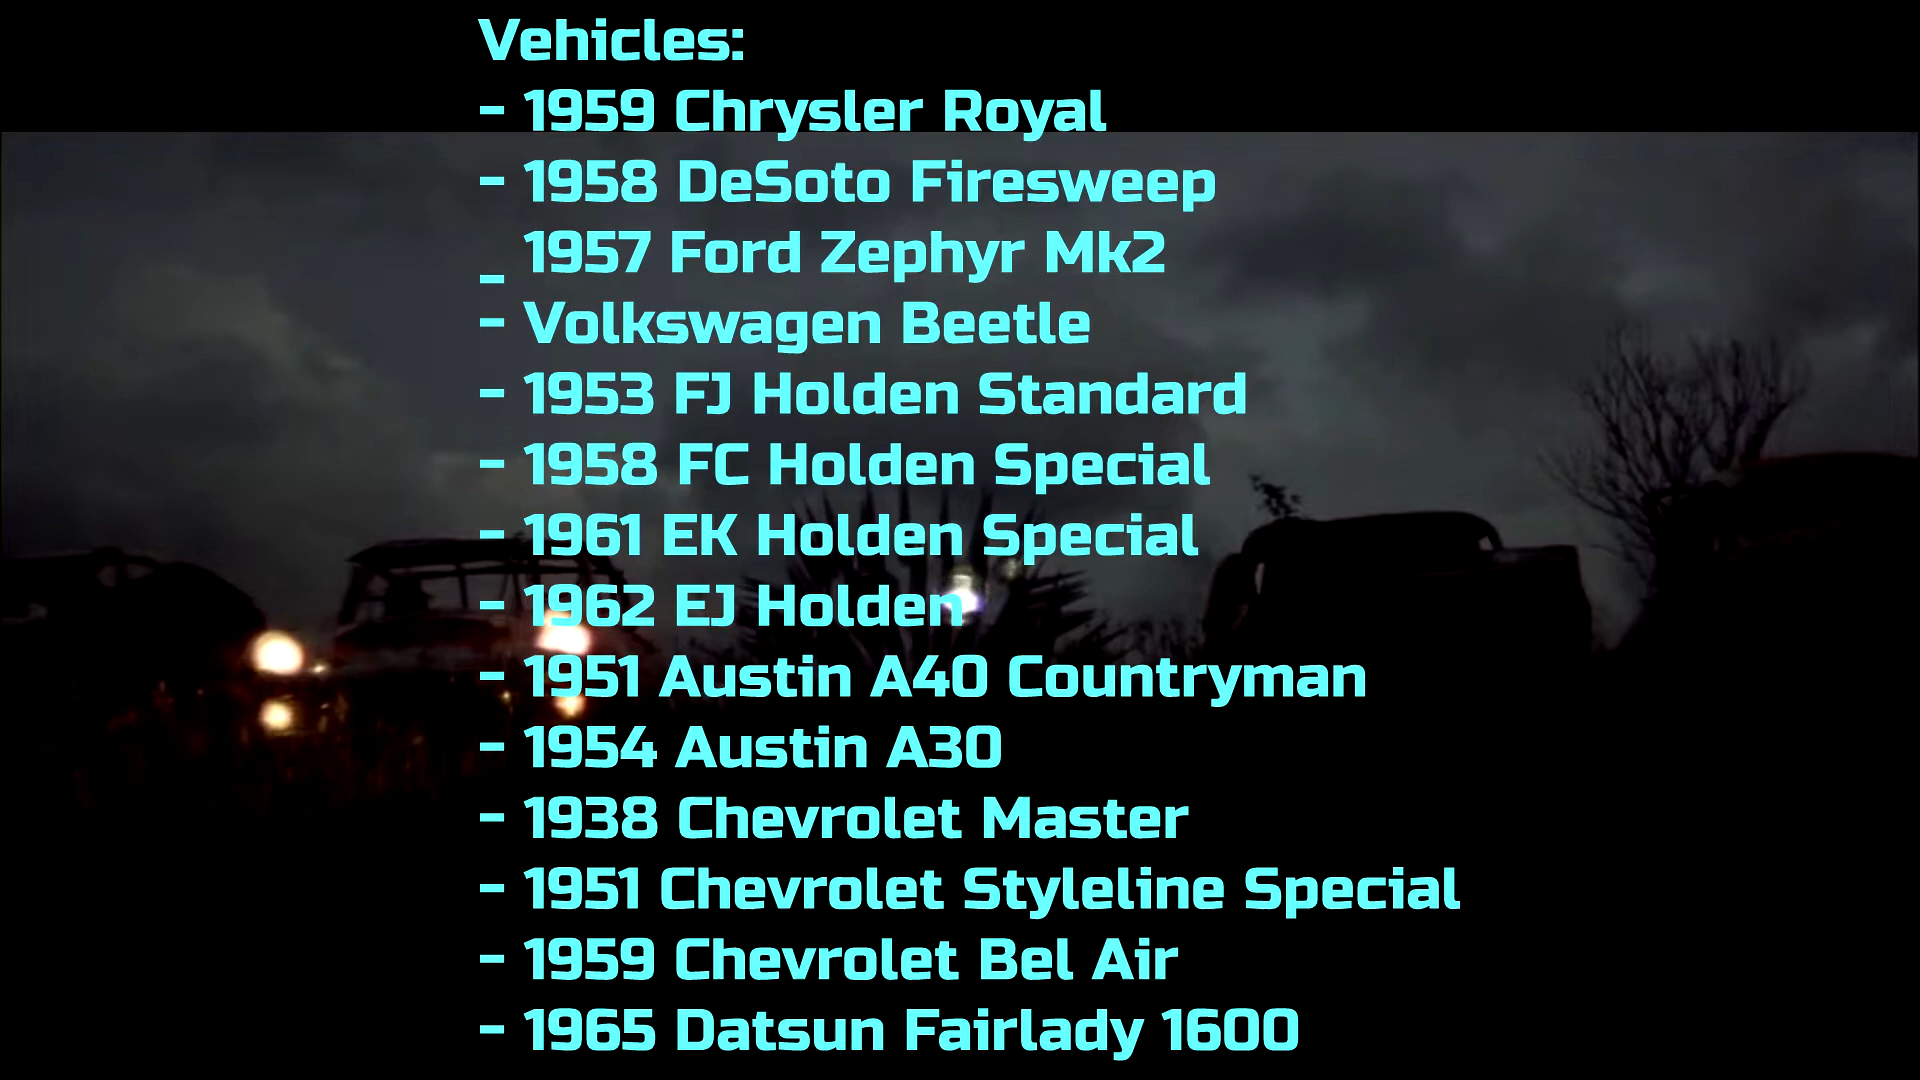 Vehicles:
- 1959 Chrysler Royal
- 1958 DeSoto Firesweep
- 1957 Ford Zephyr Mk2
- Volkswagen Beetle
- 1953 FJ Holden Standard
- 1958 FC Holden Special
- 1961 EK Holden Special
- 1962 EJ Holden
- 1951 Austin A40 Countryman
- 1954 Austin A30
- 1938 Chevrolet Master
- 1951 Chevrolet Styleline Special
- 1959 Chevrolet Bel Air
- 1965 Datsun Fairlady 1600